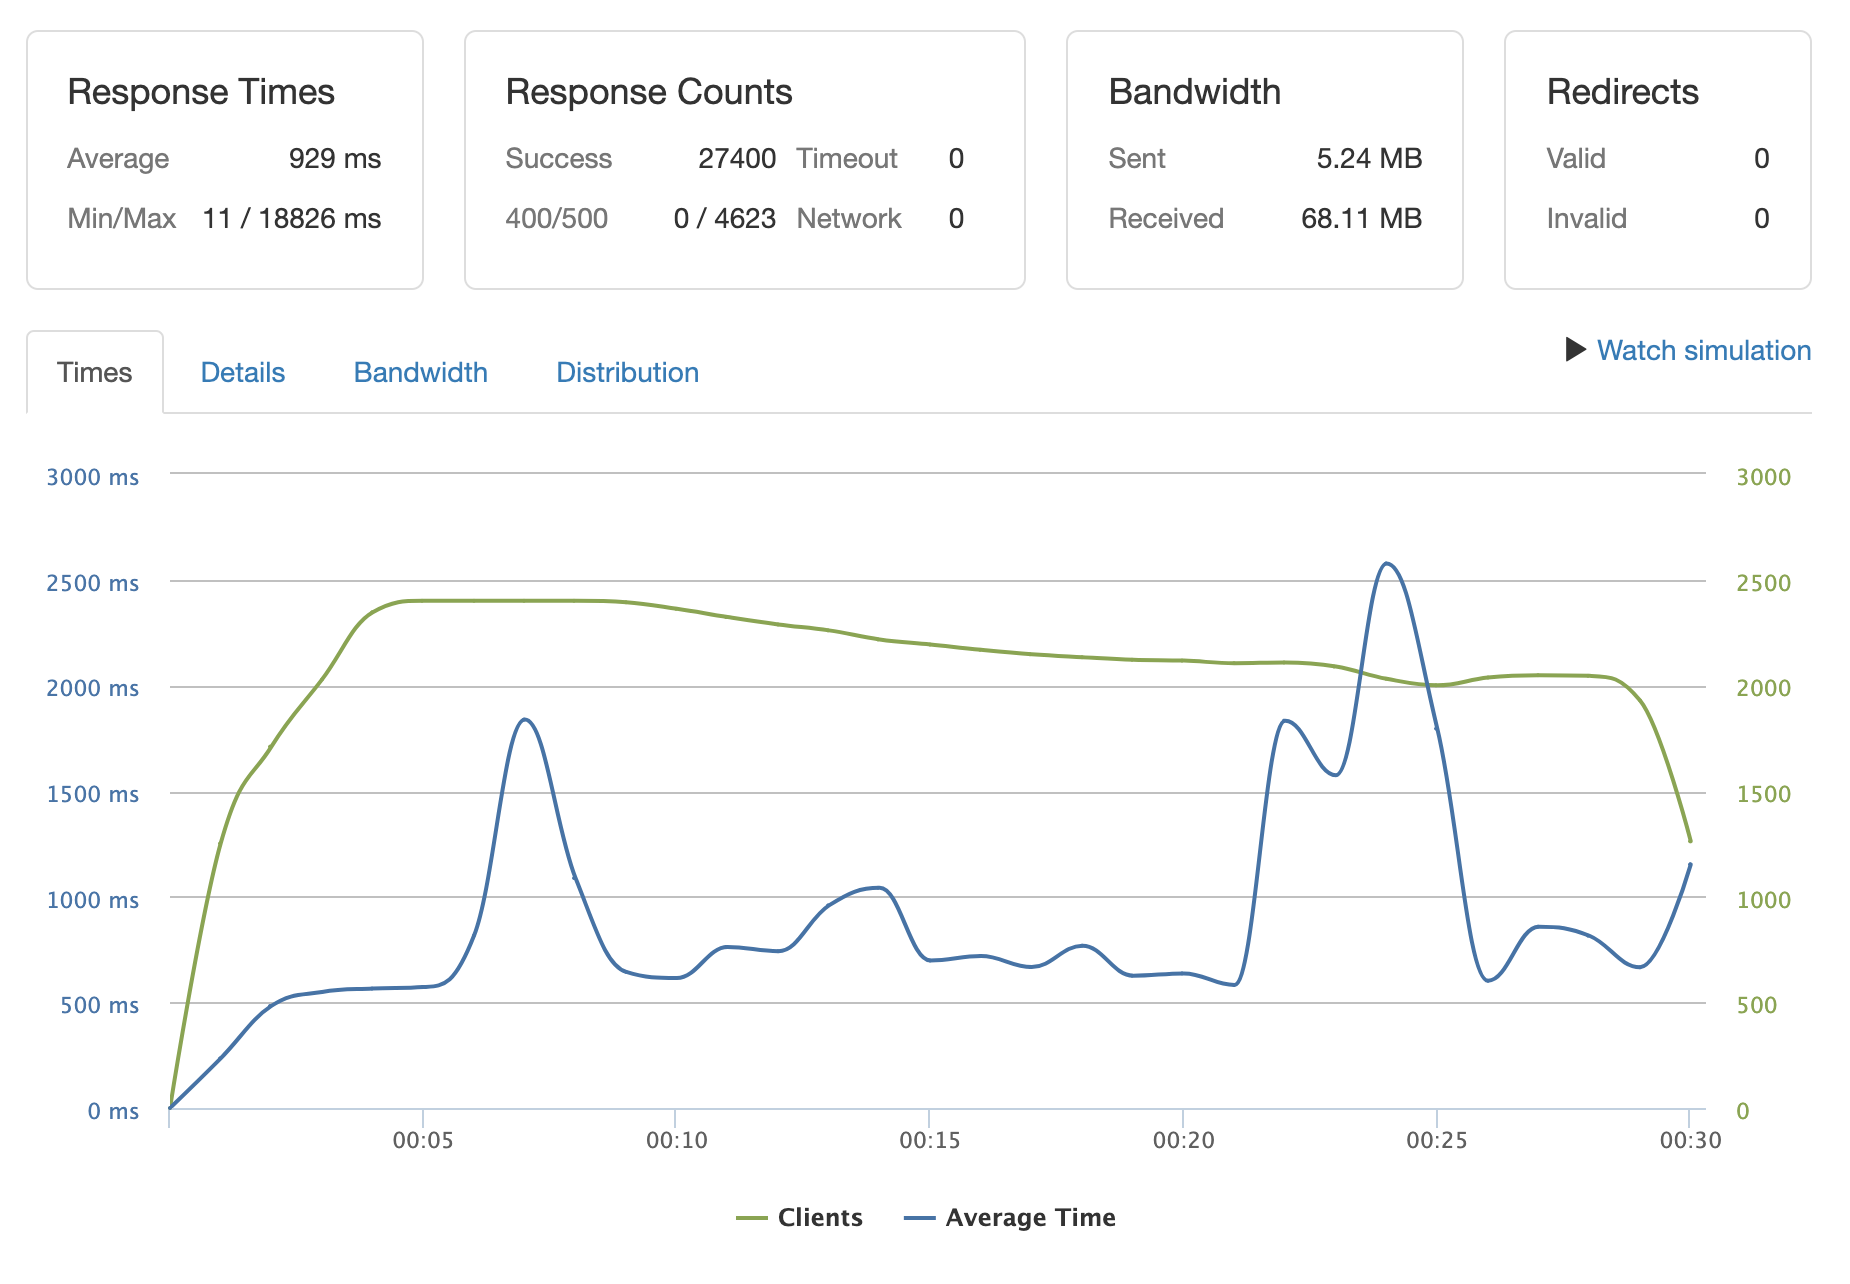 Response Times
Average 929 ms
Min/Max 11 / 18826 ms
Response Counts
Success 27400 Timeout 0
400/500 0 / 4623 Network 0
Bandwidth
Sent 5.24 MB
Received 68.11 MB
Redirects
Valid 0
Invalid 0
Times Details Bandwidth Distribution
Watch simulation
3000 ms 3000
2500 ms 2500
2000 ms 2000
1500 ms 1500
1000 ms 1000
500 ms 500
0 ms 0
00:05 00:10 00:15 00:20 00:25 00:30
Clients Average Time